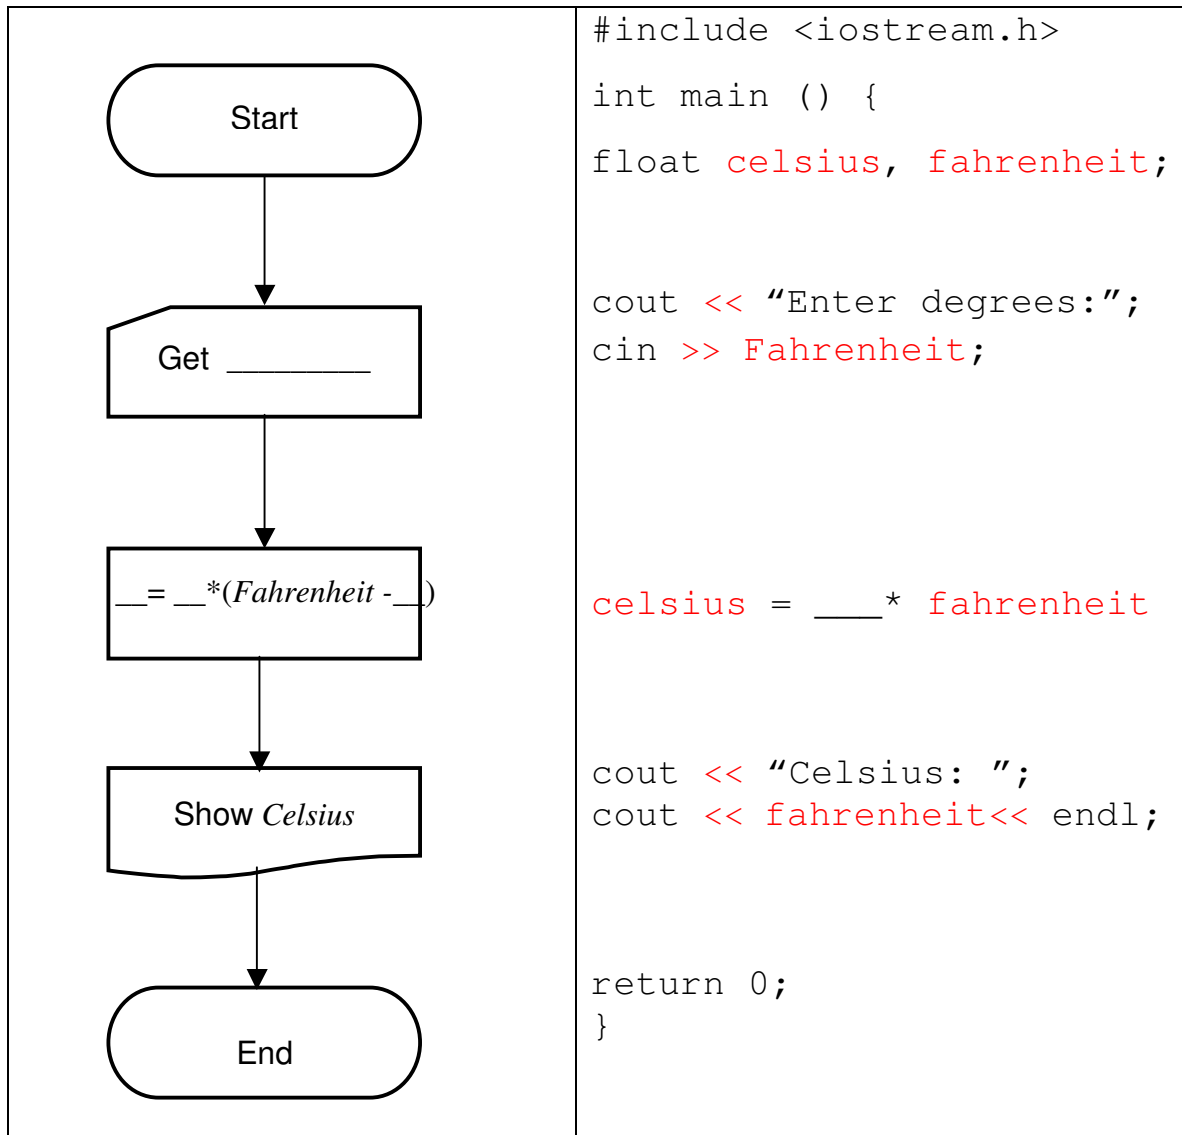 Start
Get _________
__= __*(Fahrenheit -__)
Show Celsius
End
#include <iostream.h>
int main () {
float celsius, fahrenheit;
cout << “Enter degrees:”;
cin >> Fahrenheit;
celsius = ___* fahrenheit
cout << “Celsius: ”;
cout << fahrenheit<< endl;
return 0;
}